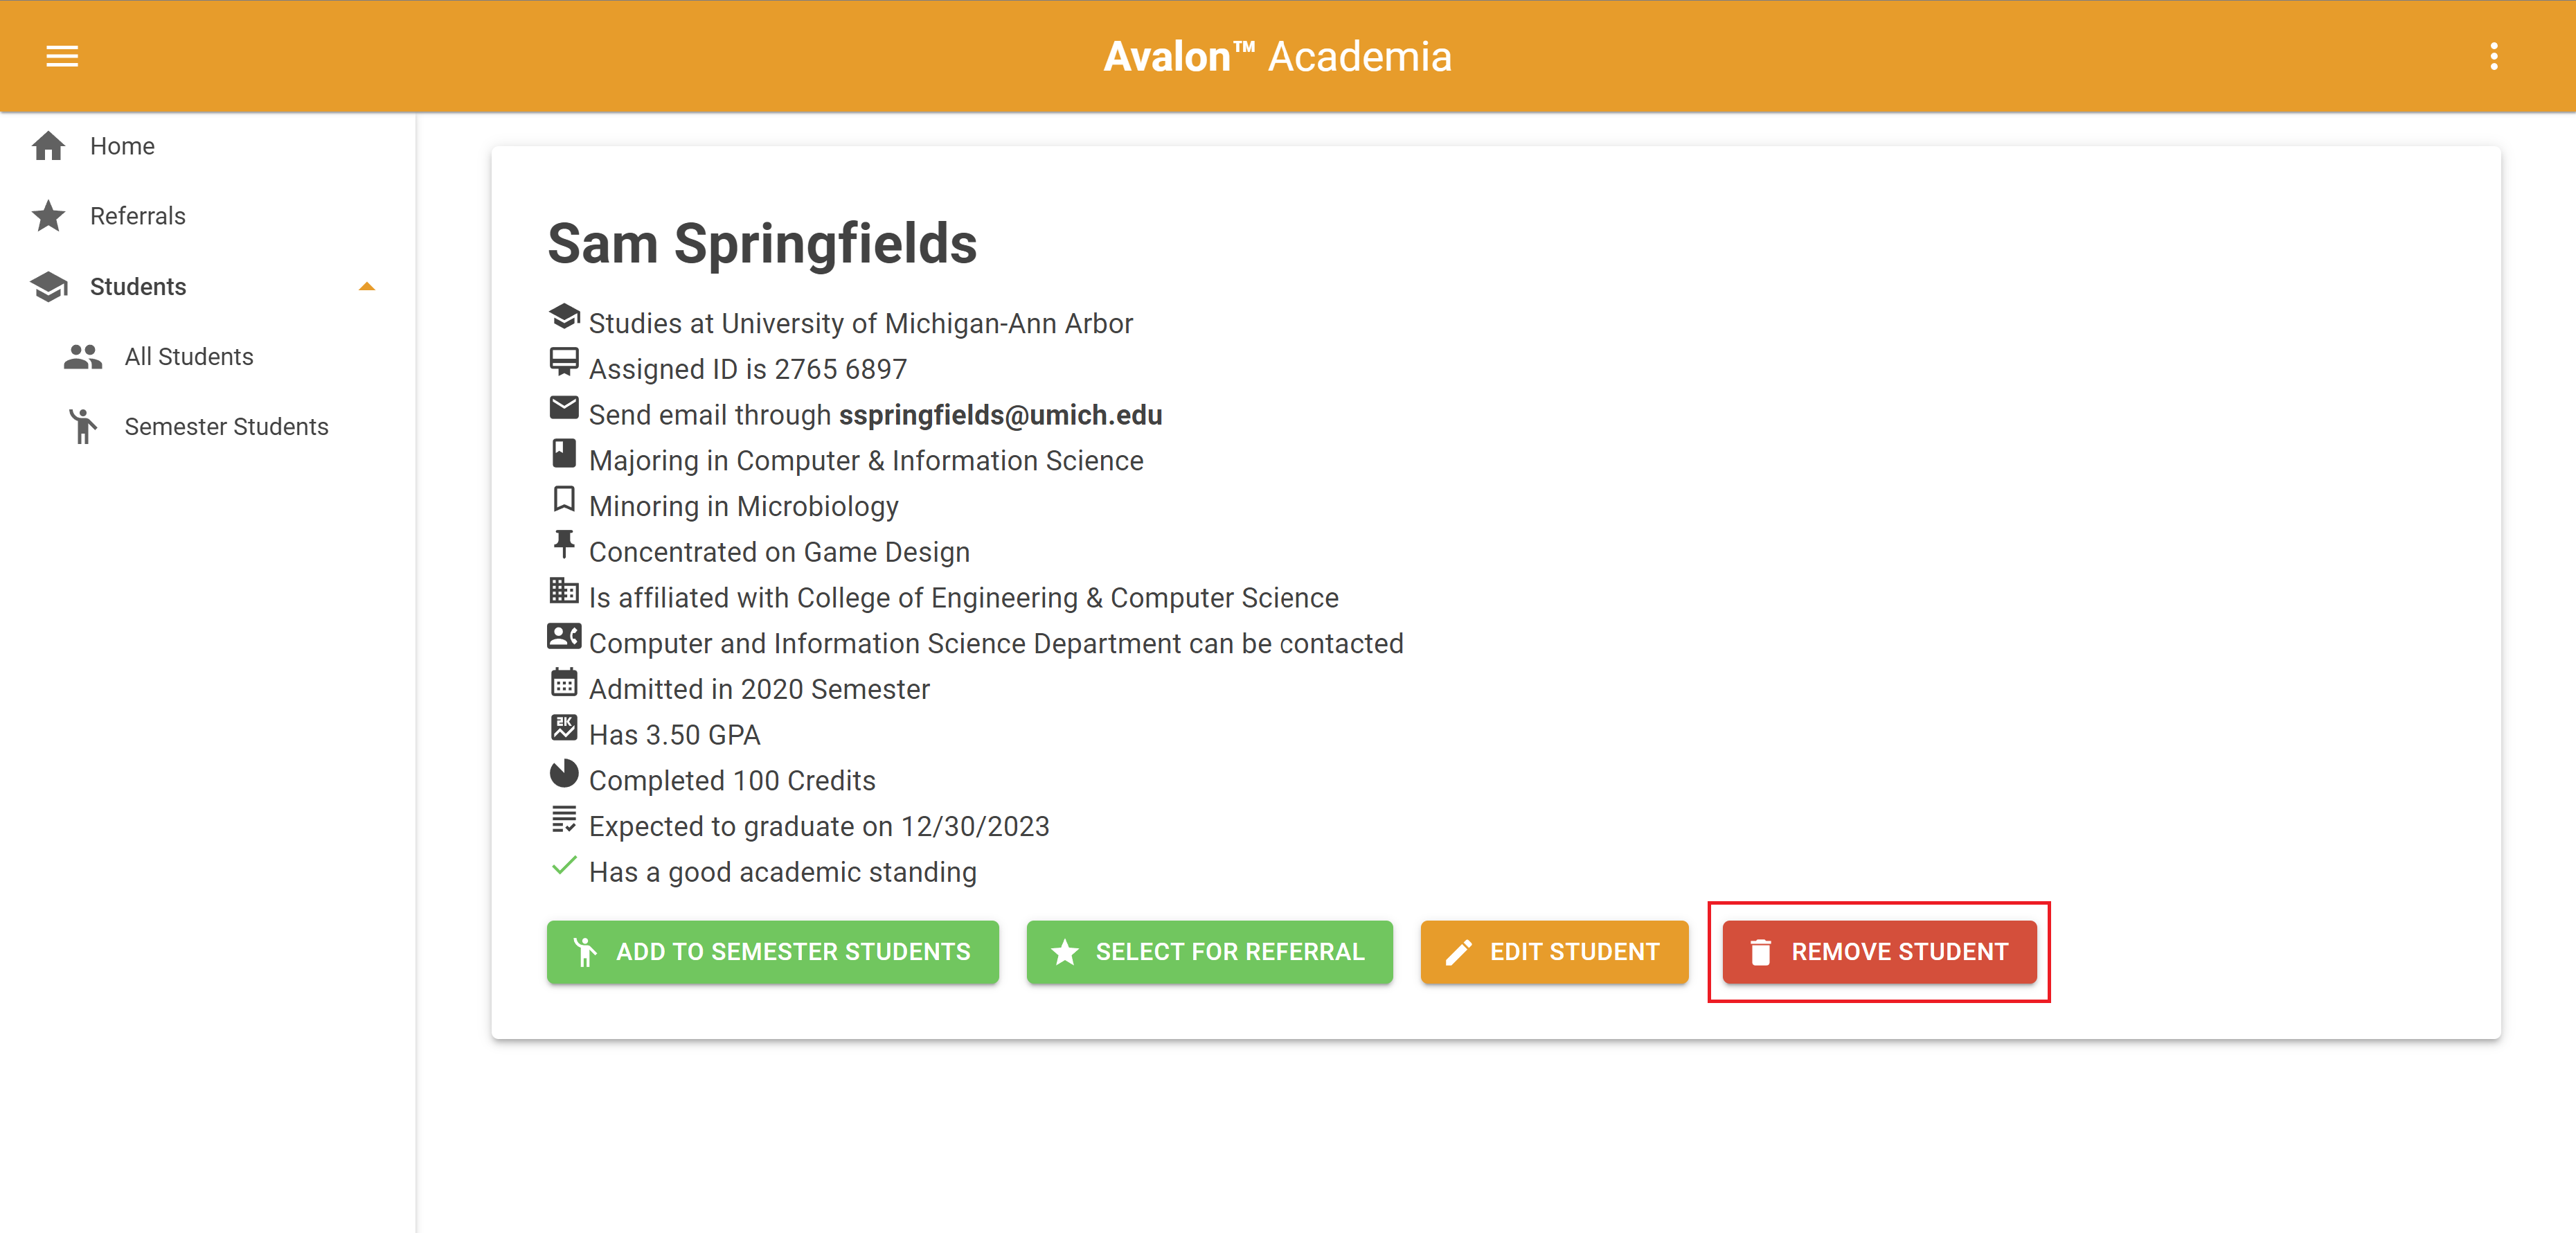 Avalon™ Academia
Home
Referrals
Students
All Students
Semester Students
Sam Springfields
Studies at University of Michigan-Ann Arbor
Assigned ID is 2765 6897
Send email through sspringfields@umich.edu
Majoring in Computer & Information Science
Minoring in Microbiology
Concentrated on Game Design
Is affiliated with College of Engineering & Computer Science
Computer and Information Science Department can be contacted
Admitted in 2020 Semester
2K
Has 3.50 GPA
Completed 100 Credits
Expected to graduate on 12/30/2023
Has a good academic standing
ADD TO SEMESTER STUDENTS
SELECT FOR REFERRAL
EDIT STUDENT
REMOVE STUDENT